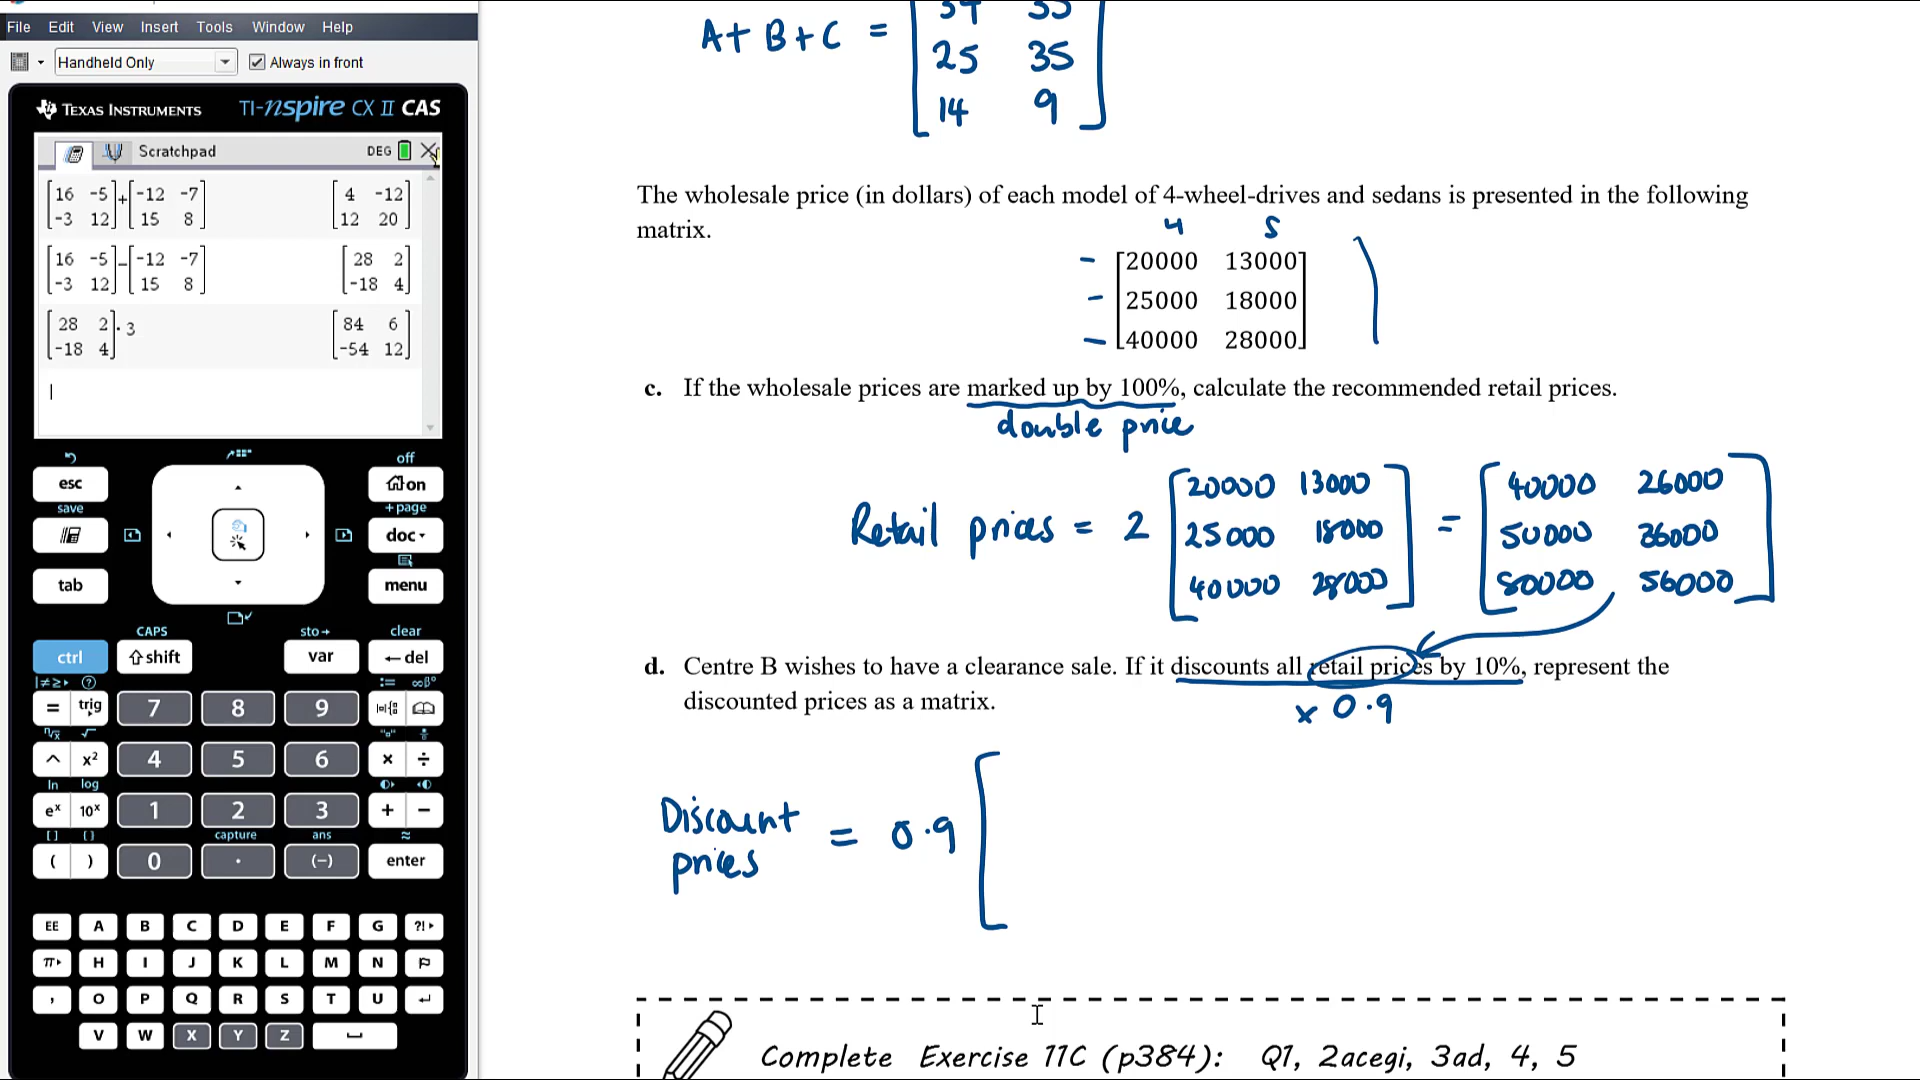 File Edit View Insert Tools Window Help
Handheld Only Always in front
TEXAS INSTRUMENTS TI-nspire CX II CAS
Scratchpad DEG
[16 -5 -3 12]+[-12 -7 15 8] [4 -12 12 20]
[16 -5 -3 12]-[-12 -7 15 8] [28 2 -18 4]
[28 2 -18 4]·3 [84 6 -54 12]
off
esc on
save +page
doc
tab menu
CAPS sto→ clear
ctrl shift var ←del
= trig 7 8 9
^ x² 4 5 6 × ÷
ln log
eˣ 10ˣ 1 2 3 + −
[ ] { } capture ans ≈
( ) 0 . (−) enter
EE A B C D E F G ?!
π H I J K L M N
, O P Q R S T U
V W X Y Z
A+B+C =
25 35
14 9
The wholesale price (in dollars) of each model of 4-wheel-drives and sedans is presented in the following
matrix.
4 S
20000 13000
25000 18000
40000 28000
c. If the wholesale prices are marked up by 100%, calculate the recommended retail prices.
double price
20000 13000 40000 26000
Retail prices = 2 25000 18000 = 50000 36000
40000 28000 80000 56000
d. Centre B wishes to have a clearance sale. If it discounts all retail prices by 10%, represent the
discounted prices as a matrix.
× 0.9
Discount
prices = 0.9
Complete Exercise 11C (p384): Q1, 2acegi, 3ad, 4, 5